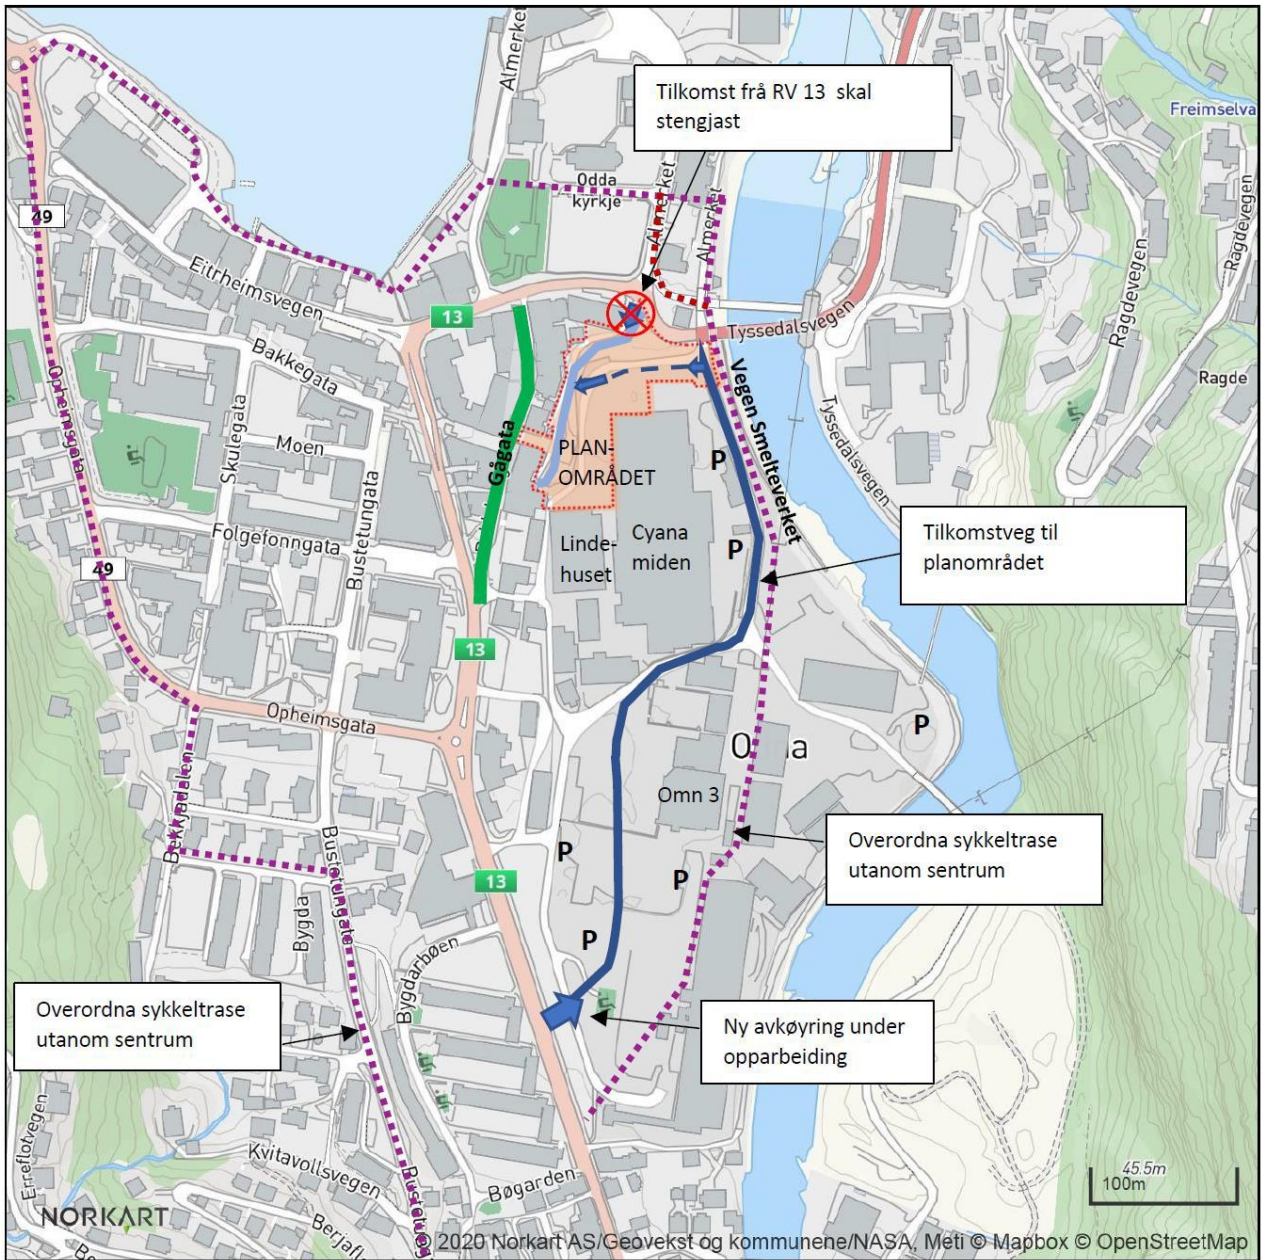 Almerket
Tilkomst frå RV 13 skal
stengjast
Freimselva
Odda
kyrkje
Almerket
Almerket
49
Eitrheimsvegen
13
Tyssedalsvegen
Ragdevegen
Ragdevegen
Bakkegata
Ragde
Opheimsgata
Skulegata
Moen
Gågata
PLAN-
OMRÅDET
P
Vegen Smelteverket
Tyssedalsvegen
Bustetungata
Folgefonngata
Linde-
huset
Cyana
miden
P
Tilkomstveg til
planområdet
49
13
Opheimsgata
P
Omn 3
Bekkjadalen
Bustetungata
P
P
Overordna sykkeltrase
utanom sentrum
13
Bygda
Bygdarbøen
P
Overordna sykkeltrase
utanom sentrum
Ny avkøyring under
opparbeiding
Erreflotvegen
Kvitavollsvegen
Bøgarden
45.5m
100m
NORKART
2020 Norkart AS/Geovekst og kommunene/NASA, Meti © Mapbox © OpenStreetMap